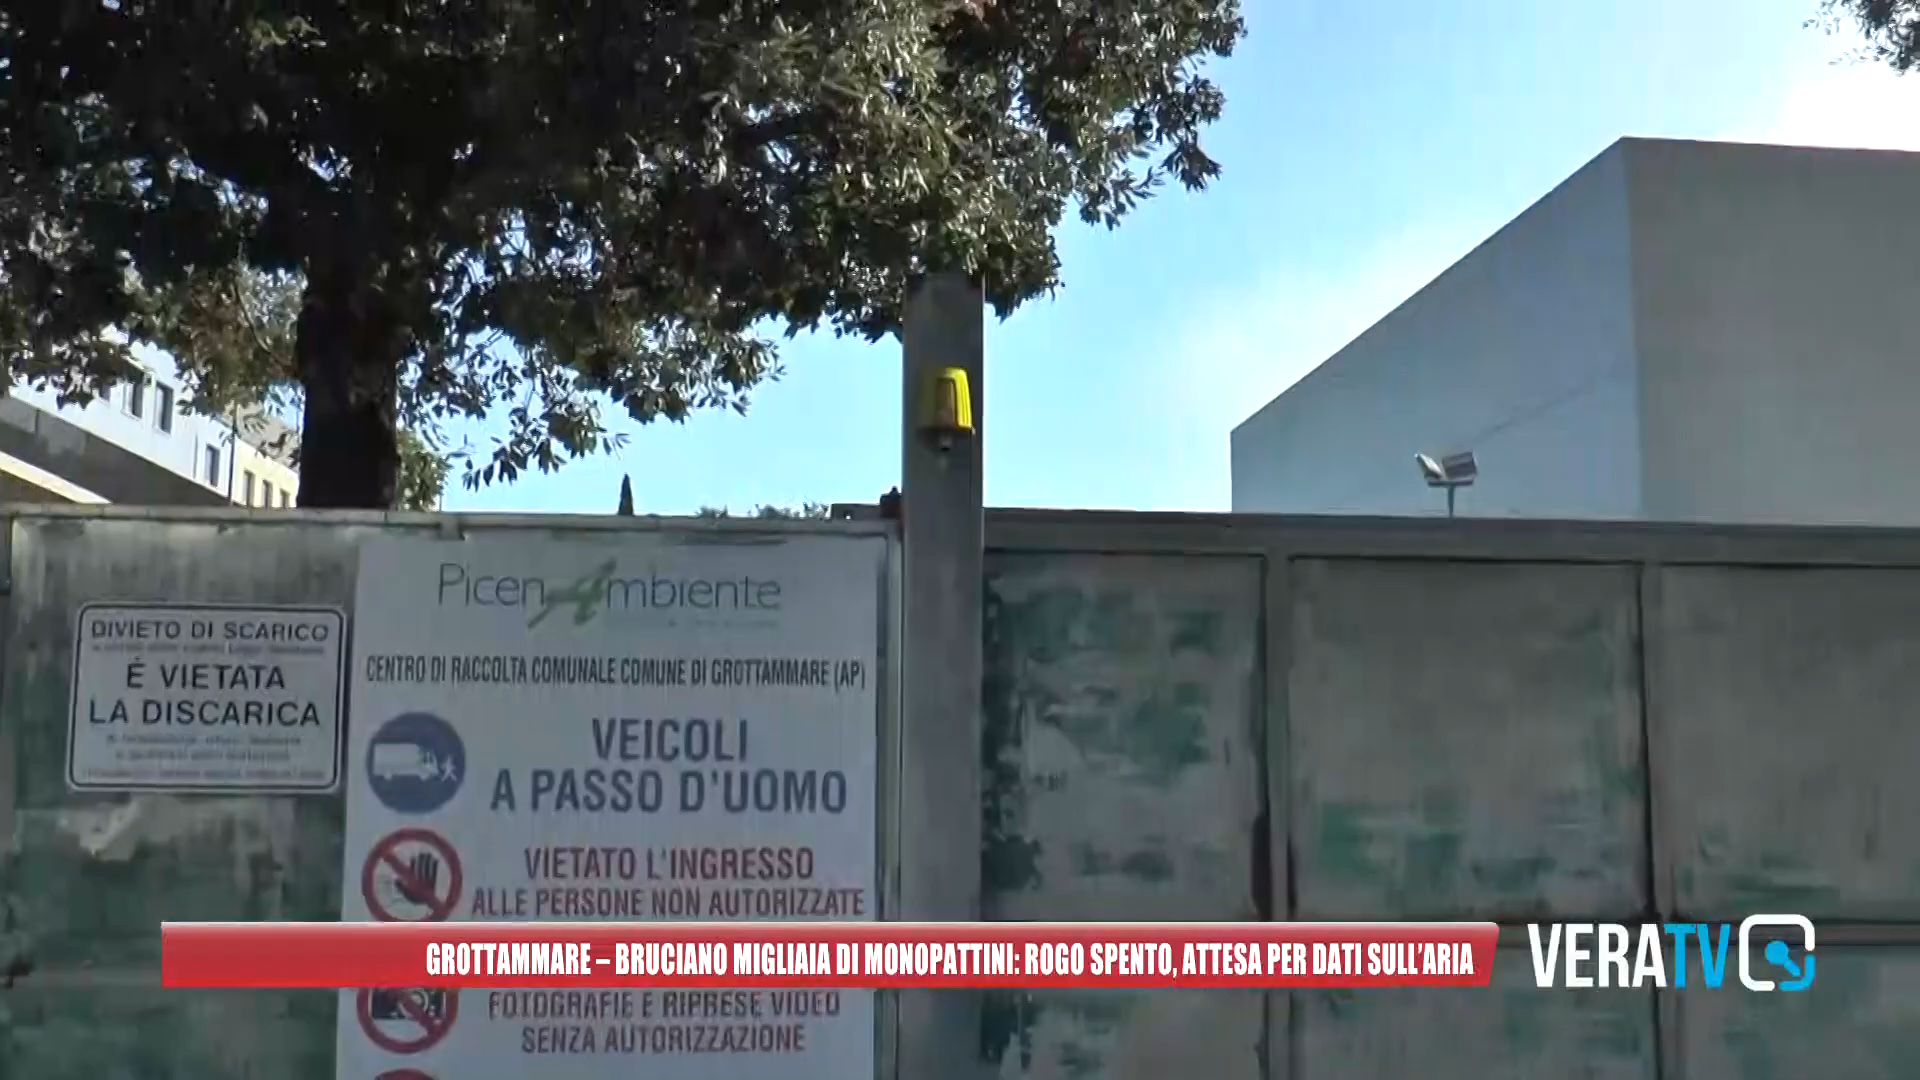 DIVIETO DI SCARICO
È VIETATA
LA DISCARICA
PicenAmbiente
CENTRO DI RACCOLTA COMUNALE COMUNE DI GROTTAMMARE (AP)
VEICOLI
A PASSO D'UOMO
VIETATO L'INGRESSO
ALLE PERSONE NON AUTORIZZATE
FOTOGRAFIE E RIPRESE VIDEO
SENZA AUTORIZZAZIONE
GROTTAMMARE – BRUCIANO MIGLIAIA DI MONOPATTINI: ROGO SPENTO, ATTESA PER DATI SULL'ARIA
VERATV